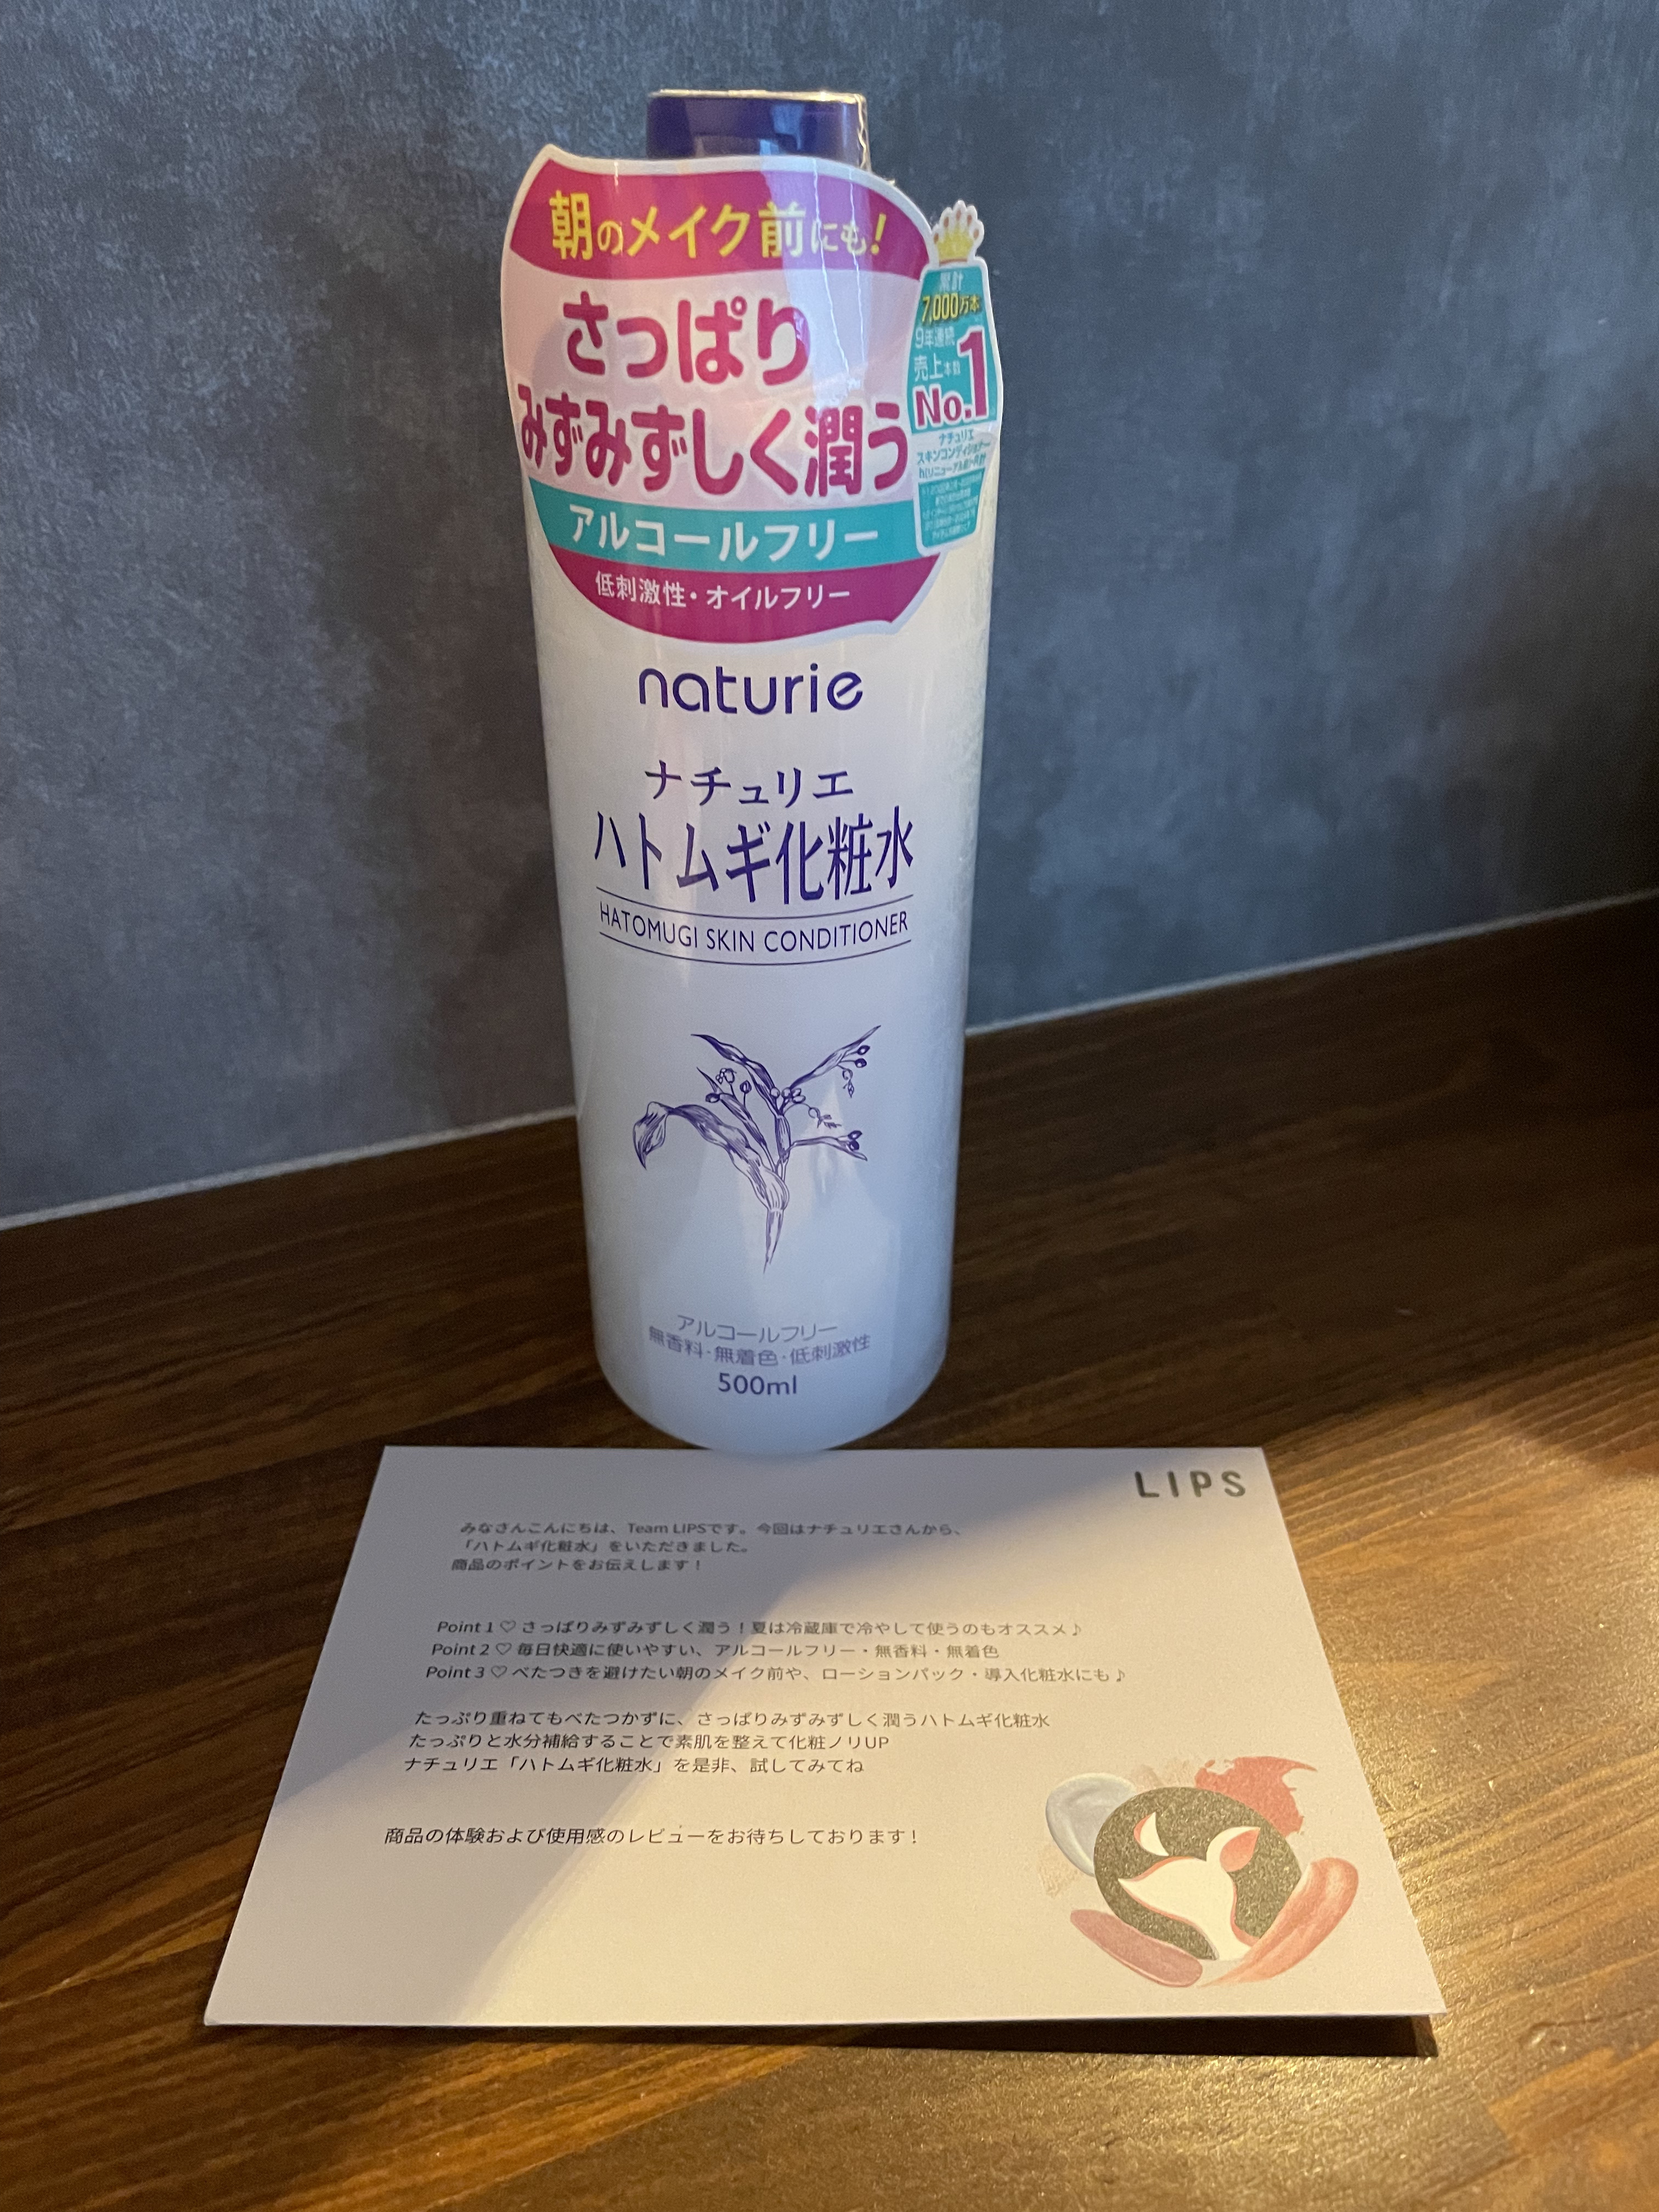 朝のメイク前にも!
さっぱり
みずみずしく潤う
アルコールフリー
低刺激性・オイルフリー
累計
7,000万本
9年連続
売上本数
No.1
ナチュリエ
スキンコンディショナー
naturie
ナチュリエ
ハトムギ化粧水
HATOMUGI SKIN CONDITIONER
アルコールフリー
無香料・無着色・低刺激性
500ml
LIPS
みなさんこんにちは、Team LIPSです。今回はナチュリエさんから、
「ハトムギ化粧水」をいただきました。
商品のポイントをお伝えします！
Point 1 ♡ さっぱりみずみずしく潤う！夏は冷蔵庫で冷やして使うのもオススメ♪
Point 2 ♡ 毎日快適に使いやすい、アルコールフリー・無香料・無着色
Point 3 ♡ べたつきを避けたい朝のメイク前や、ローションパック・導入化粧水にも♪
たっぷり重ねてもべたつかずに、さっぱりみずみずしく潤うハトムギ化粧水
たっぷりと水分補給することで素肌を整えて化粧ノリUP
ナチュリエ「ハトムギ化粧水」を是非、試してみてね
商品の体験および使用感のレビューをお待ちしております！